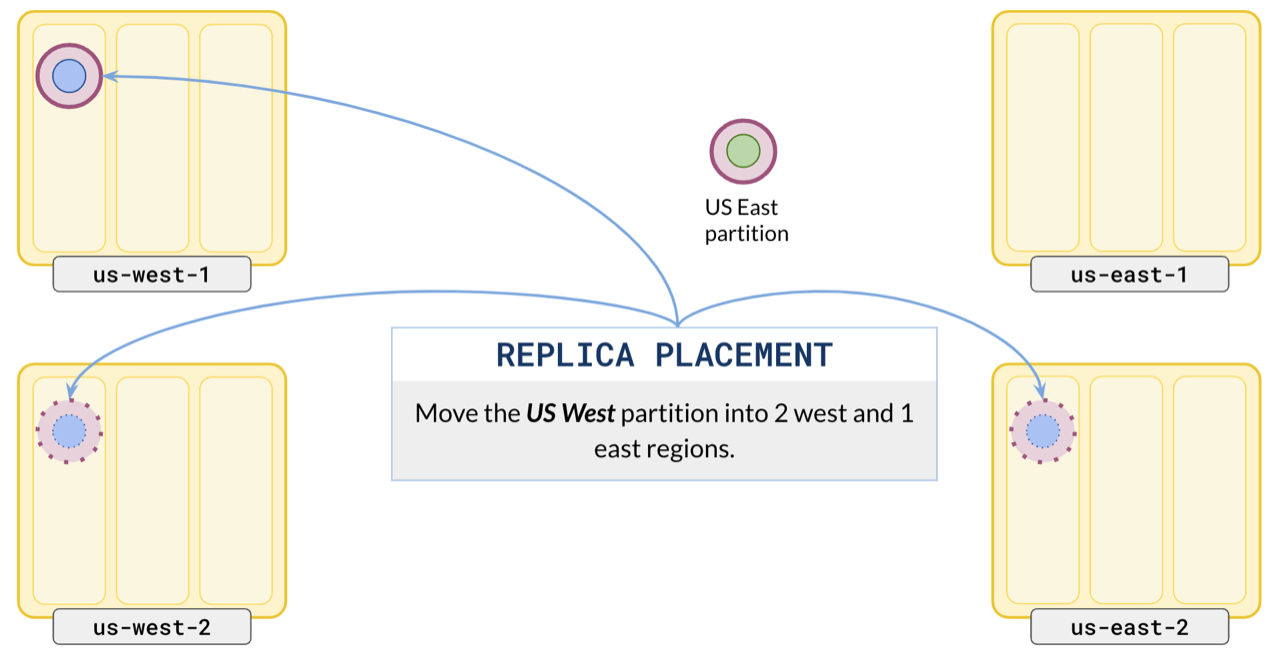 US East
partition
us-west-1
us-east-1
REPLICA PLACEMENT
Move the US West partition into 2 west and 1
east regions.
us-west-2
us-east-2